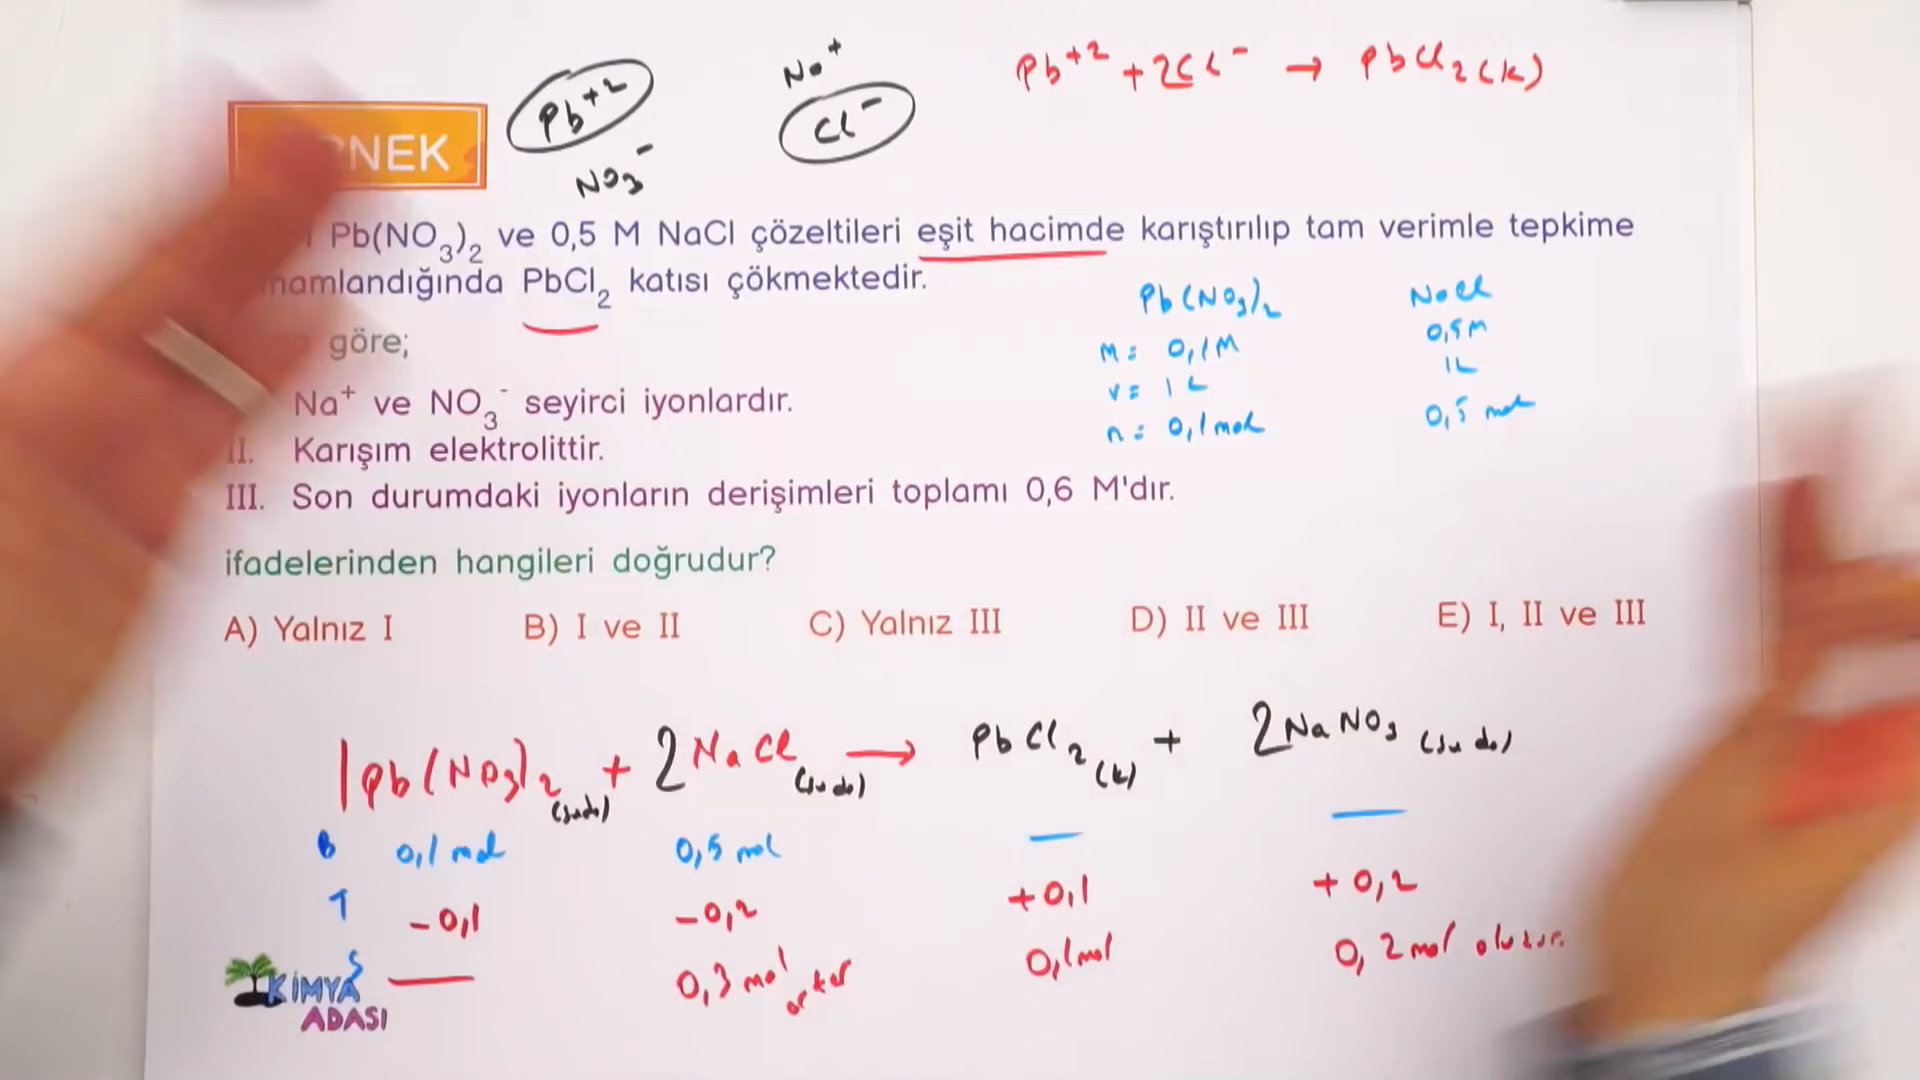 Pb+2 Na+ Pb+2 + 2Cl- → PbCl2(k)
NEK Cl-
NO3-
Pb(NO3)2 ve 0,5 M NaCl çözeltileri eşit hacimde karıştırılıp tam verimle tepkime
amlandığında PbCl2 katısı çökmektedir.
göre;
Pb(NO3)2 NaCl
M= 0,1M 0,5M
v= 1L 1L
n= 0,1mol 0,5 mol
Na+ ve NO3- seyirci iyonlardır.
II. Karışım elektrolittir.
III. Son durumdaki iyonların derişimleri toplamı 0,6 M'dır.
ifadelerinden hangileri doğrudur?
A) Yalnız I B) I ve II C) Yalnız III D) II ve III E) I, II ve III
1Pb(NO3)2(suda) + 2NaCl(suda) → PbCl2(k) + 2NaNO3(suda)
B 0,1 mol 0,5 mol — —
T -0,1 -0,2 +0,1 +0,2
S — 0,3 mol artar 0,1mol 0,2mol oluşur.
KİMYA
ADASI